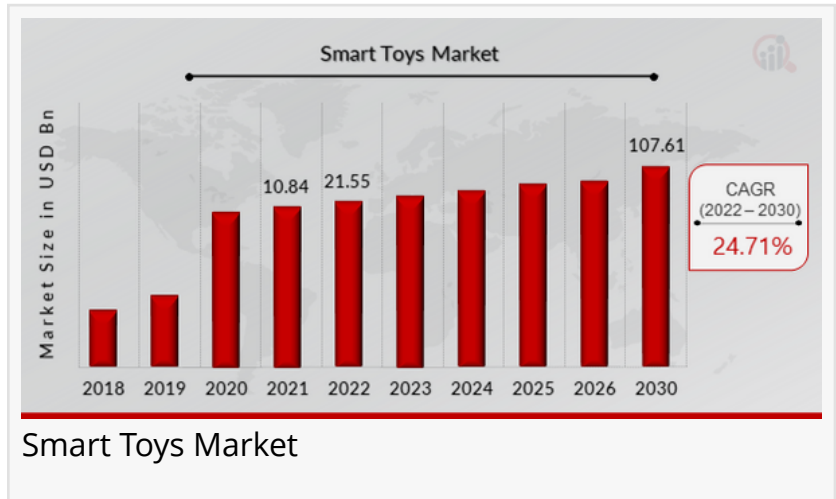 Smart Toys Market
Market Size in USD Bn
10.84
21.55
107.61
CAGR
(2022 – 2030)
24.71%
2018 2019 2020 2021 2022 2023 2024 2025 2026 2030
Smart Toys Market